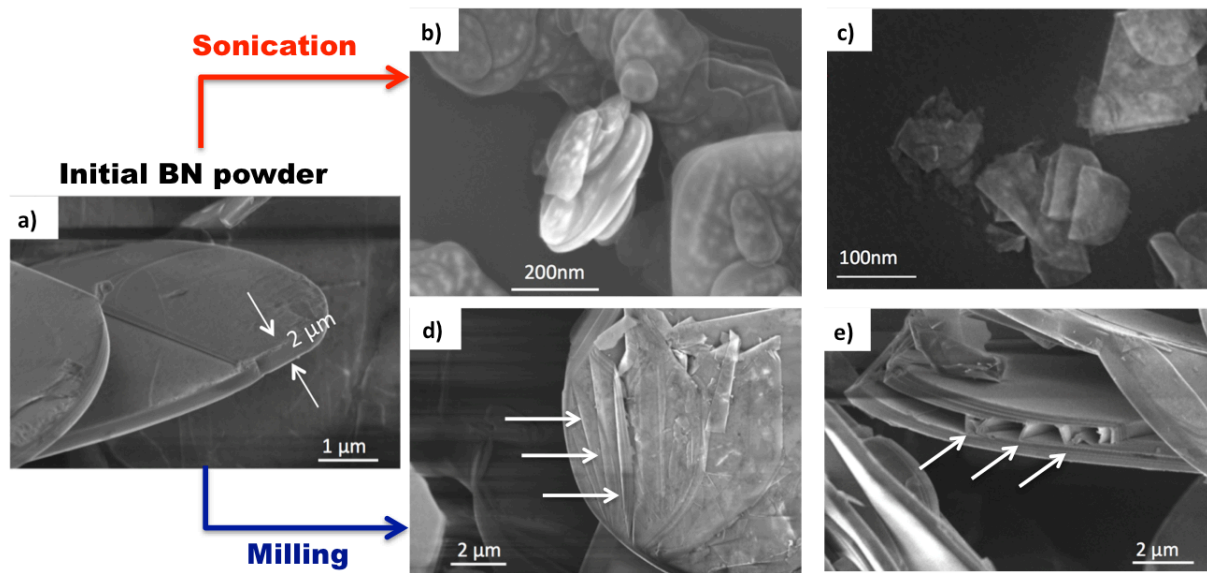 Sonication
b)
200nm
c)
100nm
Initial BN powder
a)
2 µm
1 µm
Milling
d)
2 µm
e)
2 µm